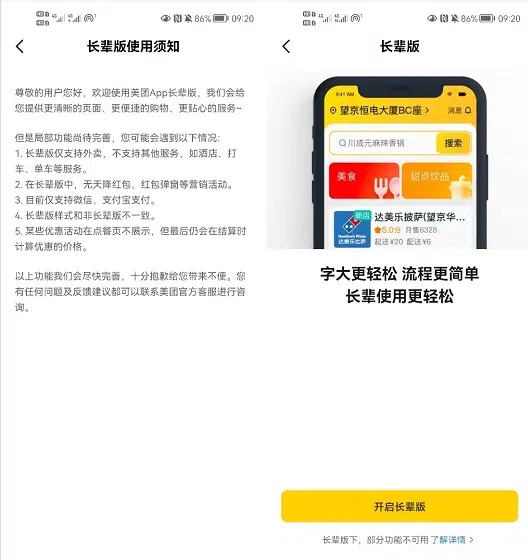 86% 09:20
长辈版使用须知
尊敬的用户您好，欢迎使用美团App长辈版，我们会给
您提供更清晰的页面、更便捷的购物、更贴心的服务~
但是局部功能尚待完善，您可能会遇到以下情况：
1. 长辈版仅支持外卖，不支持其他服务，如酒店、打
车、单车等服务。
2. 在长辈版中，无天降红包、红包弹窗等营销活动。
3. 目前仅支持微信、支付宝支付。
4. 长辈版样式和非长辈版不一致。
5. 某些优惠活动在点餐页不展示，但最后仍会在结算时
计算优惠的价格。
以上功能我们会尽快完善，十分抱歉给您带来不便。您
有任何问题及反馈建议都可以联系美团官方客服进行咨
询。
86% 09:20
长辈版
9:41 AM
望京恒电大厦BC座 >
消息
川成元麻辣香锅
搜索
美食
甜点饮品
新店
达美乐比萨
达美乐披萨(望京华...
5.0分 月售6328
起送¥20 配送¥6
字大更轻松 流程更简单
长辈使用更轻松
开启长辈版
长辈版下，部分功能不可用 了解详情 >